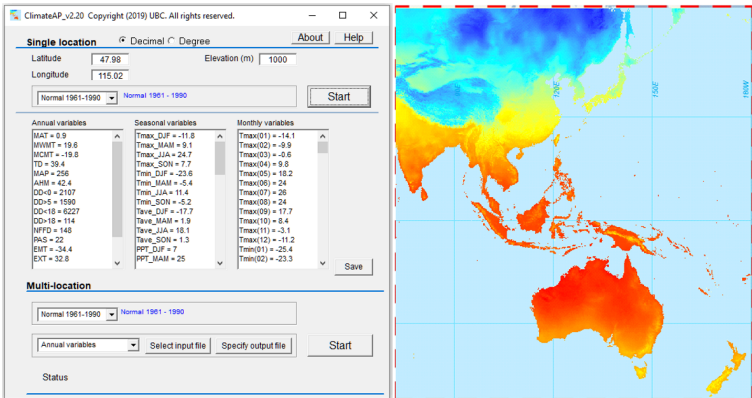 ClimateAP_v2.20 Copyright (2019) UBC. All rights reserved.
Single location
Decimal
Degree
About
Help
Latitude
47.98
Elevation (m)
1000
Longitude
115.02
Normal 1961-1990
Normal 1961 - 1990
Start
Annual variables
MAT = 0.9
MWMT = 19.6
MCMT = -19.8
TD = 39.4
MAP = 256
AHM = 42.4
DD<0 = 2107
DD>5 = 1590
DD<18 = 6227
DD>18 = 114
NFFD = 148
PAS = 22
EMT = -34.4
EXT = 32.8
Seasonal variables
Tmax_DJF = -11.8
Tmax_MAM = 9.1
Tmax_JJA = 24.7
Tmax_SON = 7.7
Tmin_DJF = -23.6
Tmin_MAM = -5.4
Tmin_JJA = 11.4
Tmin_SON = -5.2
Tave_DJF = -17.7
Tave_MAM = 1.9
Tave_JJA = 18.1
Tave_SON = 1.3
PPT_DJF = 7
PPT_MAM = 25
Monthly variables
Tmax(01) = -14.1
Tmax(02) = -9.9
Tmax(03) = -0.6
Tmax(04) = 9.8
Tmax(05) = 18.2
Tmax(06) = 24
Tmax(07) = 26
Tmax(08) = 24
Tmax(09) = 17.7
Tmax(10) = 8.4
Tmax(11) = -3.1
Tmax(12) = -11.2
Tmin(01) = -25.4
Tmin(02) = -23.3
Save
Multi-location
Normal 1961-1990
Normal 1961 - 1990
Annual variables
Select input file
Specify output file
Start
Status
120°E
150°E
180°W